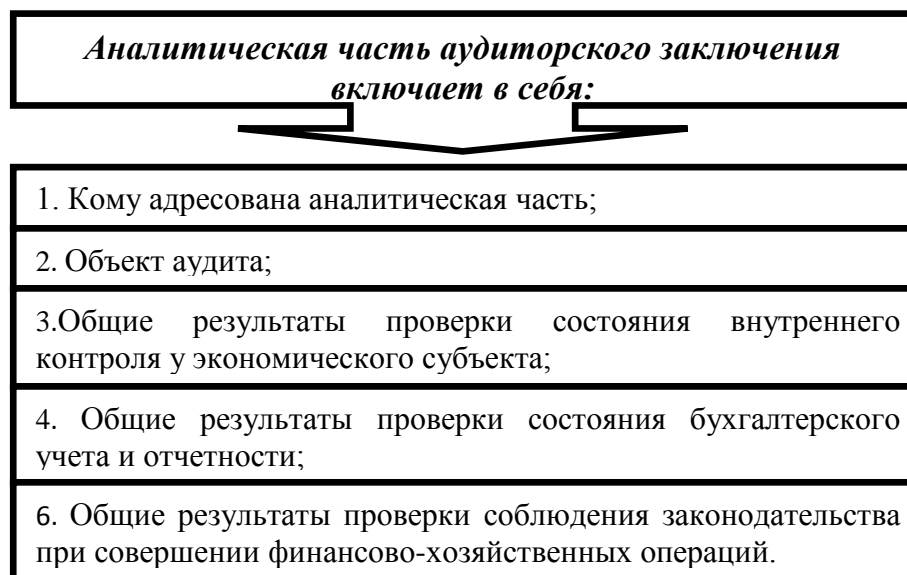 Аналитическая часть аудиторского заключения
включает в себя:
1. Кому адресована аналитическая часть;
2. Объект аудита;
3.Общие результаты проверки состояния внутреннего
контроля у экономического субъекта;
4. Общие результаты проверки состояния бухгалтерского
учета и отчетности;
6. Общие результаты проверки соблюдения законодательства
при совершении финансово-хозяйственных операций.